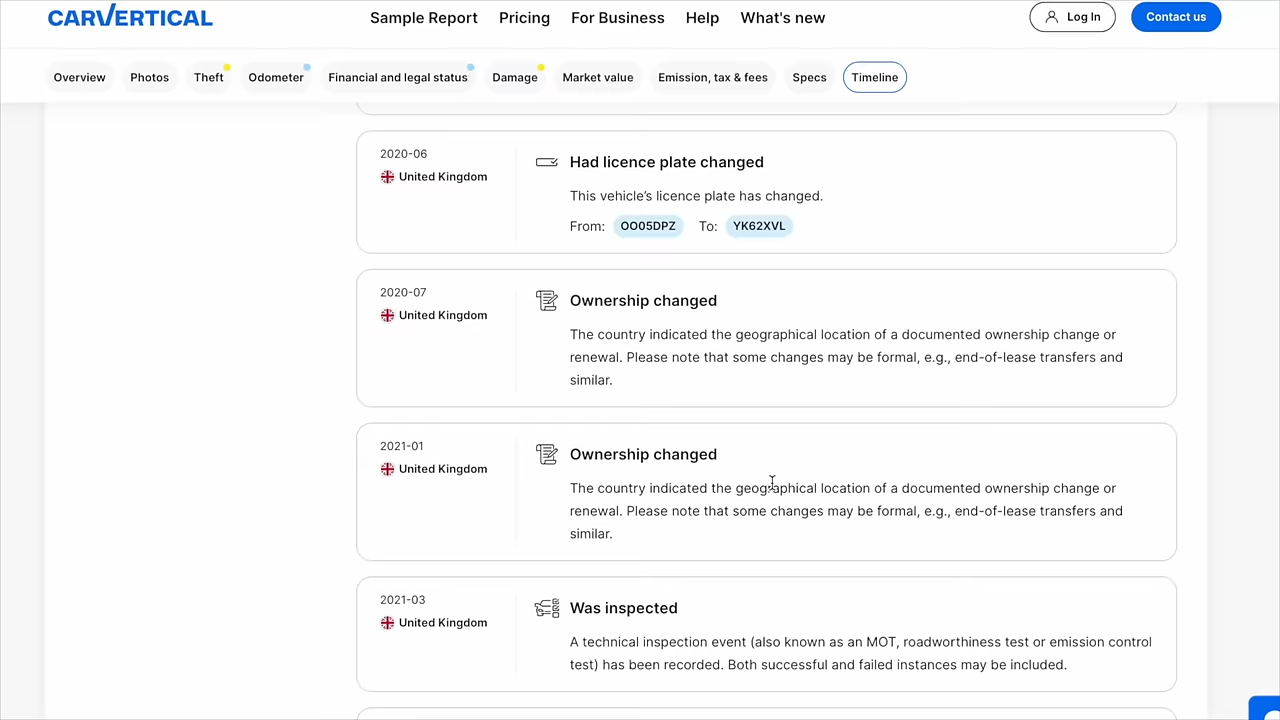 CARVERTICAL
Sample Report
Pricing
For Business
Help
What's new
Log In
Contact us
Overview
Photos
Theft
Odometer
Financial and legal status
Damage
Market value
Emission, tax & fees
Specs
Timeline
2020-06
United Kingdom
Had licence plate changed
This vehicle’s licence plate has changed.
From: OO05DPZ To: YK62XVL
2020-07
United Kingdom
Ownership changed
The country indicated the geographical location of a documented ownership change or
renewal. Please note that some changes may be formal, e.g., end-of-lease transfers and
similar.
2021-01
United Kingdom
Ownership changed
The country indicated the geographical location of a documented ownership change or
renewal. Please note that some changes may be formal, e.g., end-of-lease transfers and
similar.
2021-03
United Kingdom
Was inspected
A technical inspection event (also known as an MOT, roadworthiness test or emission control
test) has been recorded. Both successful and failed instances may be included.